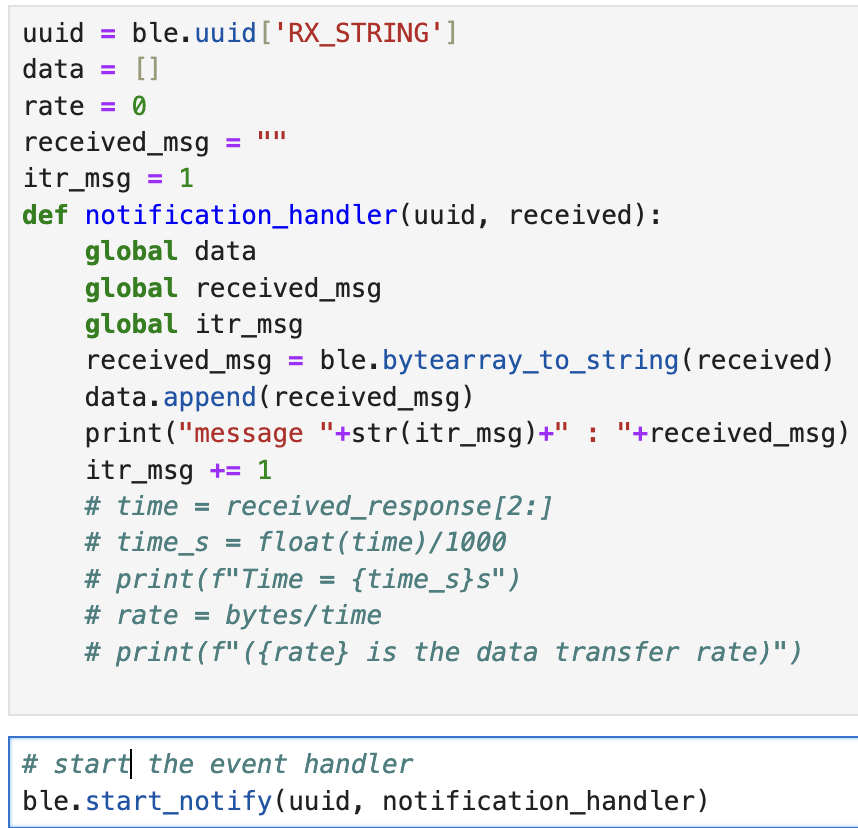 uuid = ble.uuid['RX_STRING']
data = []
rate = 0
received_msg = ""
itr_msg = 1
def notification_handler(uuid, received):
    global data
    global received_msg
    global itr_msg
    received_msg = ble.bytearray_to_string(received)
    data.append(received_msg)
    print("message "+str(itr_msg)+" : "+received_msg)
    itr_msg += 1
    # time = received_response[2:]
    # time_s = float(time)/1000
    # print(f"Time = {time_s}s")
    # rate = bytes/time
    # print(f"({rate} is the data transfer rate)")
# start the event handler
ble.start_notify(uuid, notification_handler)